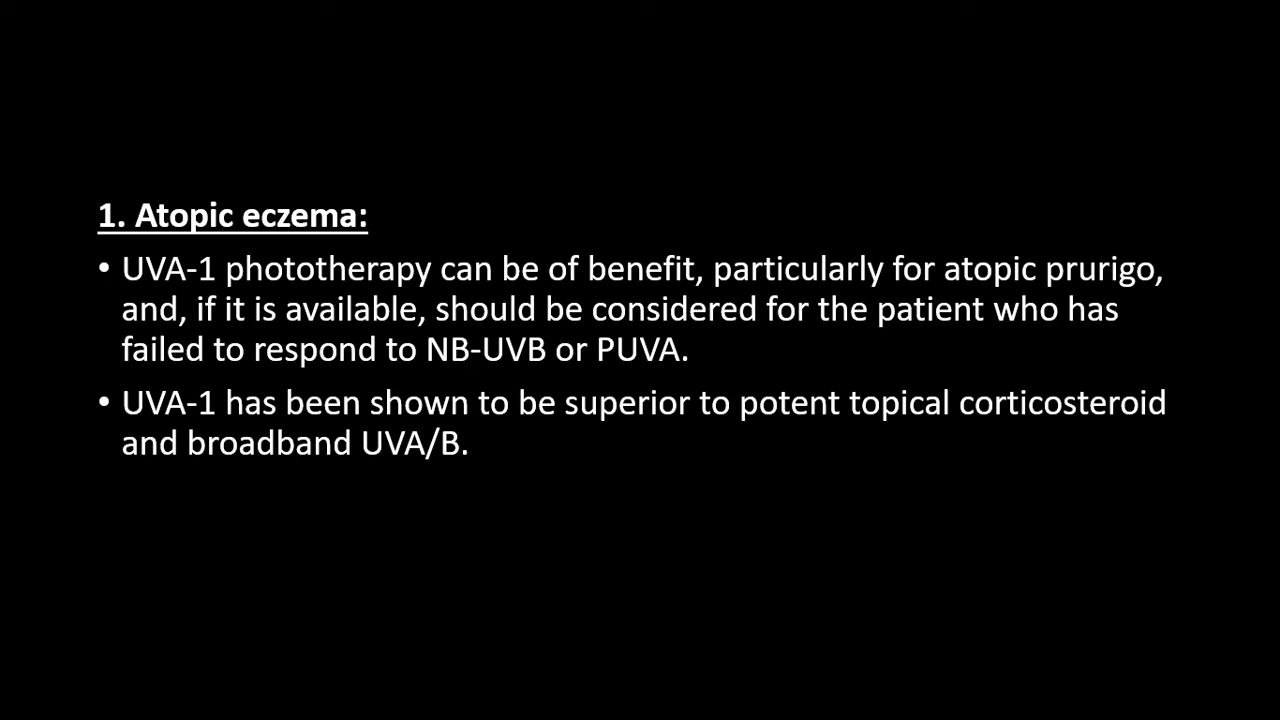 1. Atopic eczema:
• UVA-1 phototherapy can be of benefit, particularly for atopic prurigo,
and, if it is available, should be considered for the patient who has
failed to respond to NB-UVB or PUVA.
• UVA-1 has been shown to be superior to potent topical corticosteroid
and broadband UVA/B.